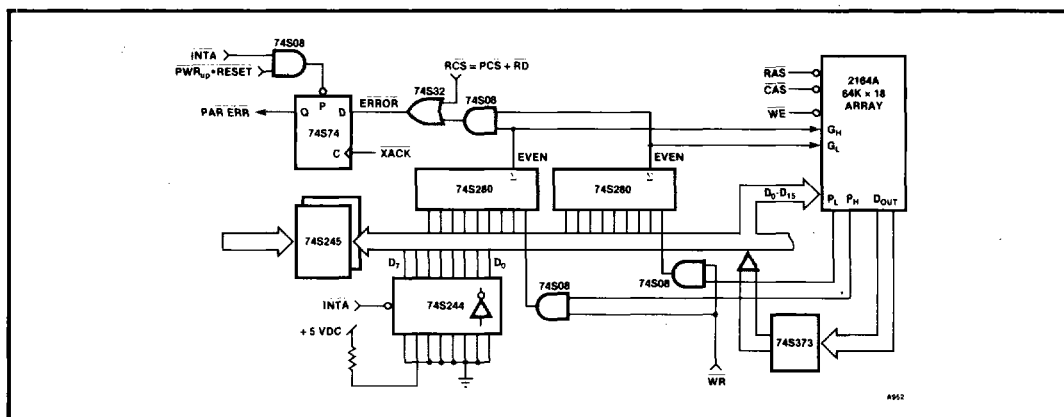 74S08
INTA
PWRup•RESET
P
Q
D
PAR ERR
74S74
C
XACK
ERROR
74S32
RCS = PCS + RD
74S08
EVEN
EVEN
Σ
Σ
74S280
74S280
RAS
CAS
WE
2164A
64K × 18
ARRAY
GH
GL
D0-D15
PL
PH
DOUT
74S245
D7
D0
74S08
74S08
INTA
74S244
+ 5 VDC
WR
74S373
A952